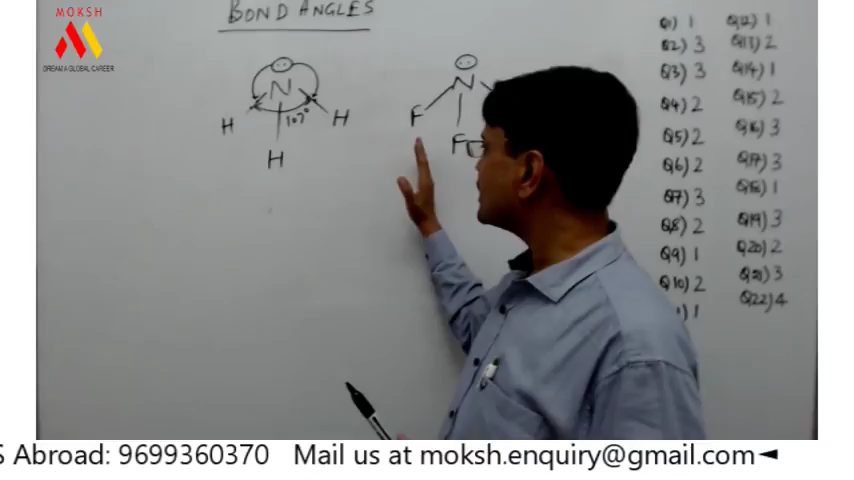 MOKSH
DREAM A GLOBAL CAREER
BOND ANGLES
N
H
107°
H
H
N
F
F
Q1) 1
Q2) 3
Q3) 3
Q4) 2
Q5) 2
Q6) 2
Q7) 3
Q8) 2
Q9) 1
Q10) 2
1) 1
Q12) 1
Q13) 2
Q14) 1
Q15) 2
Q16) 3
Q17) 3
Q18) 1
Q19) 3
Q20) 2
Q21) 3
Q22) 4
S Abroad: 9699360370 Mail us at moksh.enquiry@gmail.com◄